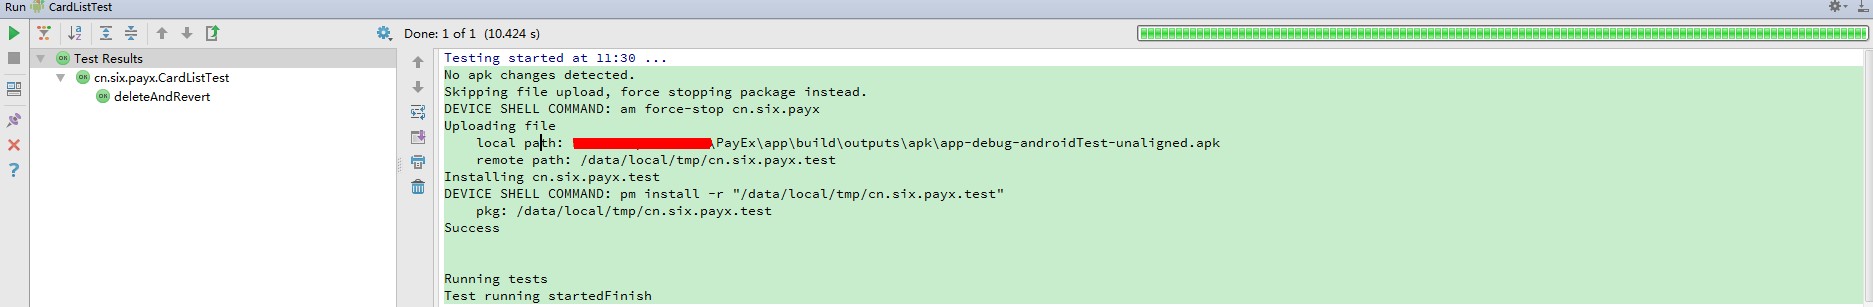 Run CardListTest
Done: 1 of 1 (10.424 s)
Test Results
cn.six.payx.CardListTest
deleteAndRevert
Testing started at 11:30 ...
No apk changes detected.
Skipping file upload, force stopping package instead.
DEVICE SHELL COMMAND: am force-stop cn.six.payx
Uploading file
local path: \PayEx\app\build\outputs\apk\app-debug-androidTest-unaligned.apk
remote path: /data/local/tmp/cn.six.payx.test
Installing cn.six.payx.test
DEVICE SHELL COMMAND: pm install -r "/data/local/tmp/cn.six.payx.test"
pkg: /data/local/tmp/cn.six.payx.test
Success
Running tests
Test running startedFinish